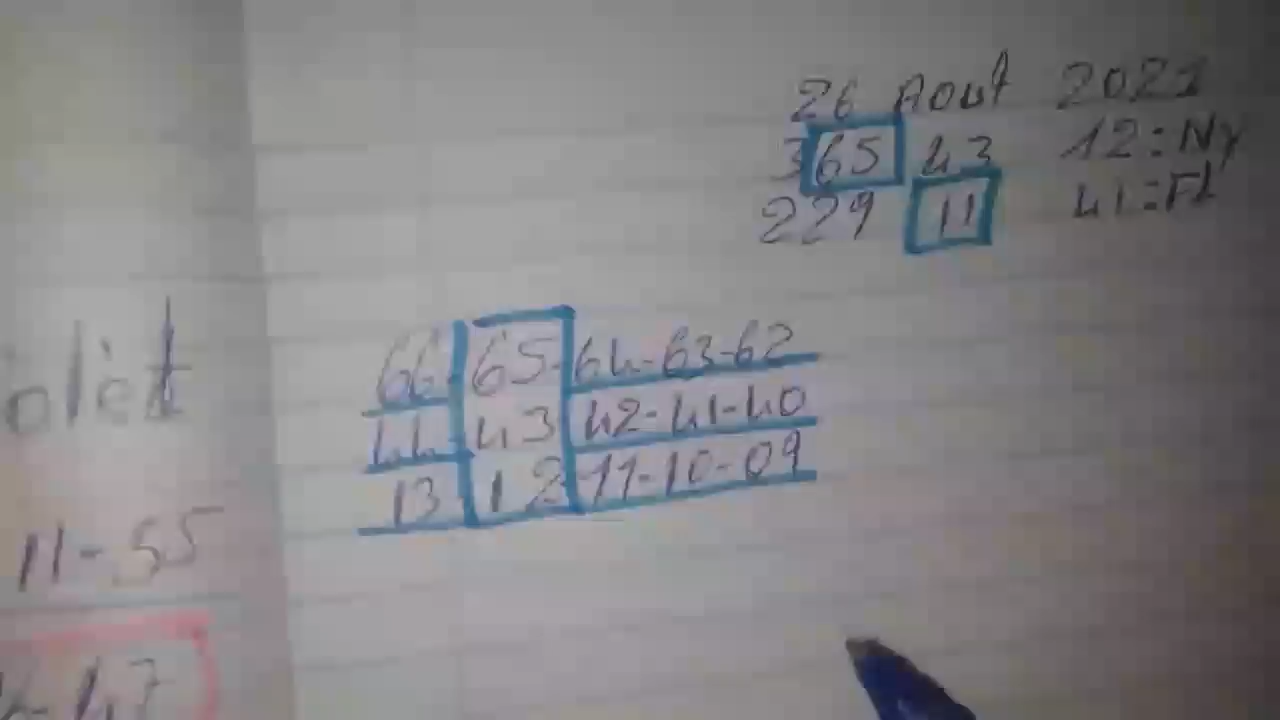 26 Aout 2021
365 43 12:Ny
229 11 41=FL
66-65-64-63-62
44-43-42-41-40
13-12-11-10-09
11-55